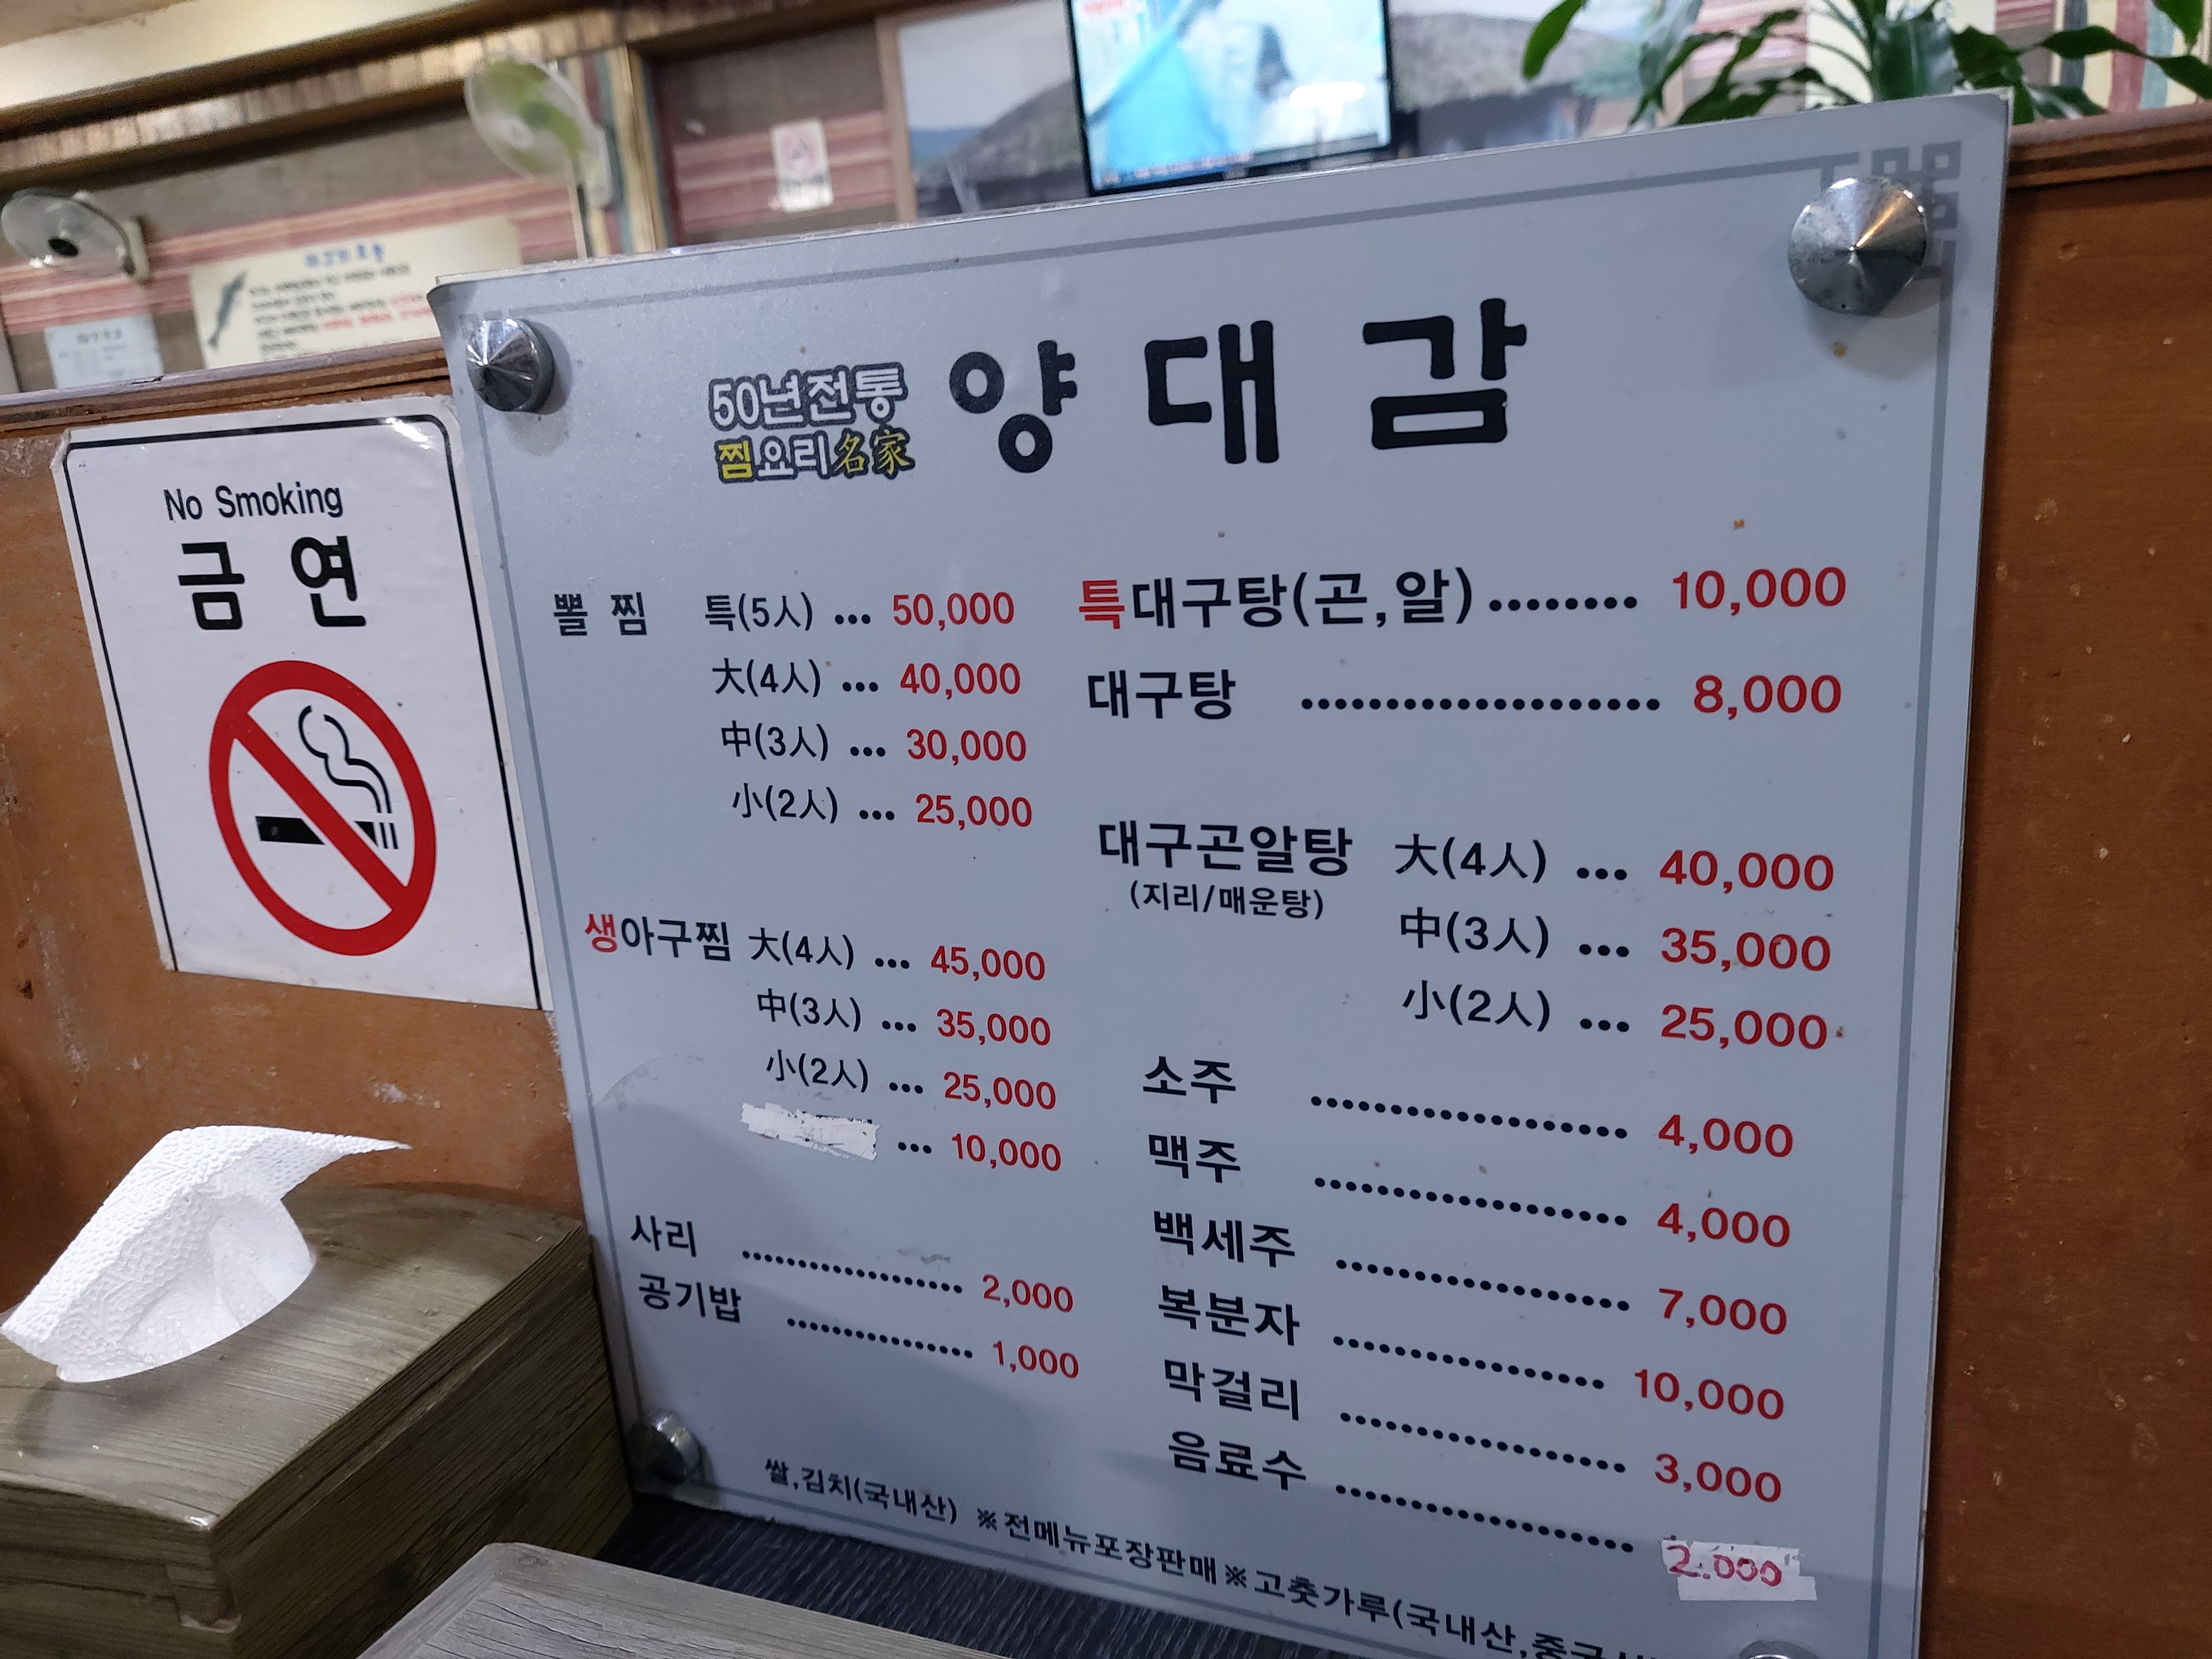 No Smoking
금연
50년전통
찜요리名家
양대감
뽈찜 특(5人) ... 50,000
大(4人) ... 40,000
中(3人) ... 30,000
小(2人) ... 25,000
생아구찜 大(4人) ... 45,000
中(3人) ... 35,000
小(2人) ... 25,000
... 10,000
사리 .................... 2,000
공기밥 ................. 1,000
특대구탕(곤,알) ........ 10,000
대구탕 .................... 8,000
대구곤알탕 大(4人) ... 40,000
(지리/매운탕)
中(3人) ... 35,000
小(2人) ... 25,000
소주 ........................ 4,000
맥주 ........................ 4,000
백세주 ...................... 7,000
복분자 ...................... 10,000
막걸리 ...................... 3,000
음료수 ...................... 2.000
쌀,김치(국내산) ※전메뉴포장판매※고춧가루(국내산,중국산